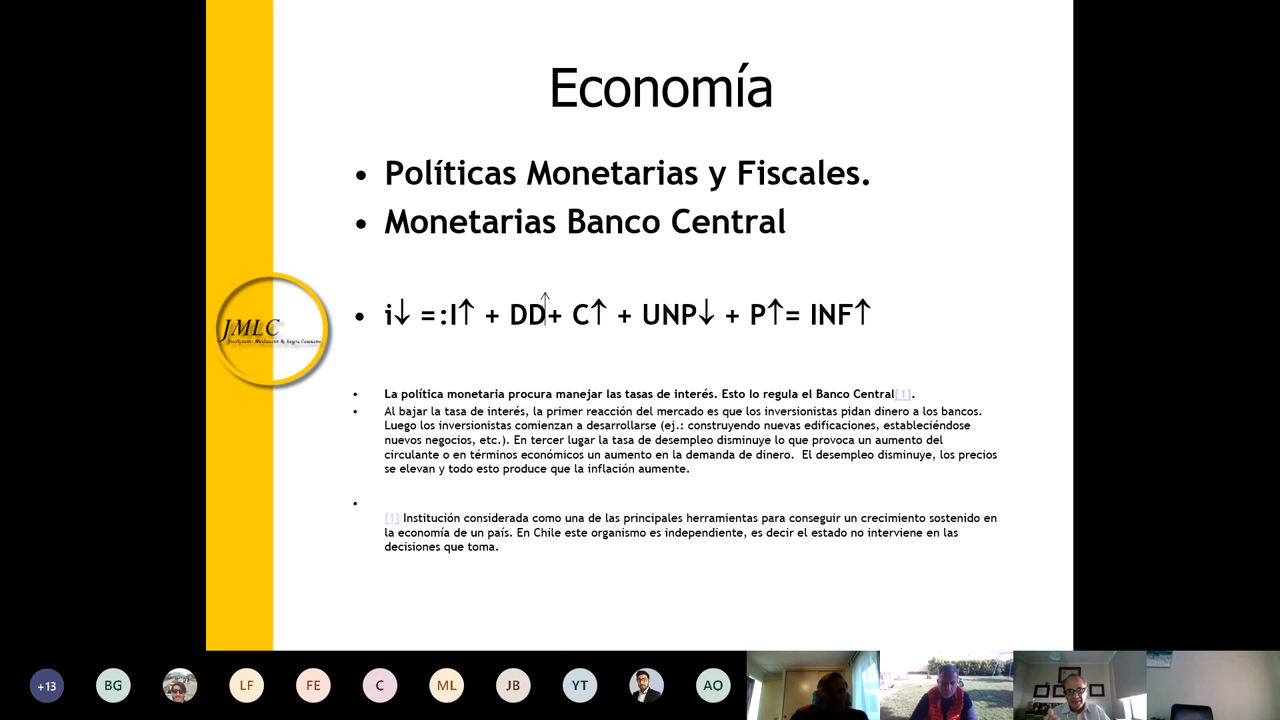 Economía
• Políticas Monetarias y Fiscales.
• Monetarias Banco Central
• i↓ =:I↑ + DD↑+ C↑ + UNP↓ + P↑= INF↑
JMLC
• La política monetaria procura manejar las tasas de interés. Esto lo regula el Banco Central[1].
• Al bajar la tasa de interés, la primer reacción del mercado es que los inversionistas pidan dinero a los bancos.
Luego los inversionistas comienzan a desarrollarse (ej.: construyendo nuevas edificaciones, estableciéndose
nuevos negocios, etc.). En tercer lugar la tasa de desempleo disminuye lo que provoca un aumento del
circulante o en términos económicos un aumento en la demanda de dinero. El desempleo disminuye, los precios
se elevan y todo esto produce que la inflación aumente.
•
[1] Institución considerada como una de las principales herramientas para conseguir un crecimiento sostenido en
la economía de un país. En Chile este organismo es independiente, es decir el estado no interviene en las
decisiones que toma.
+13 BG LF FE C ML JB YT AO